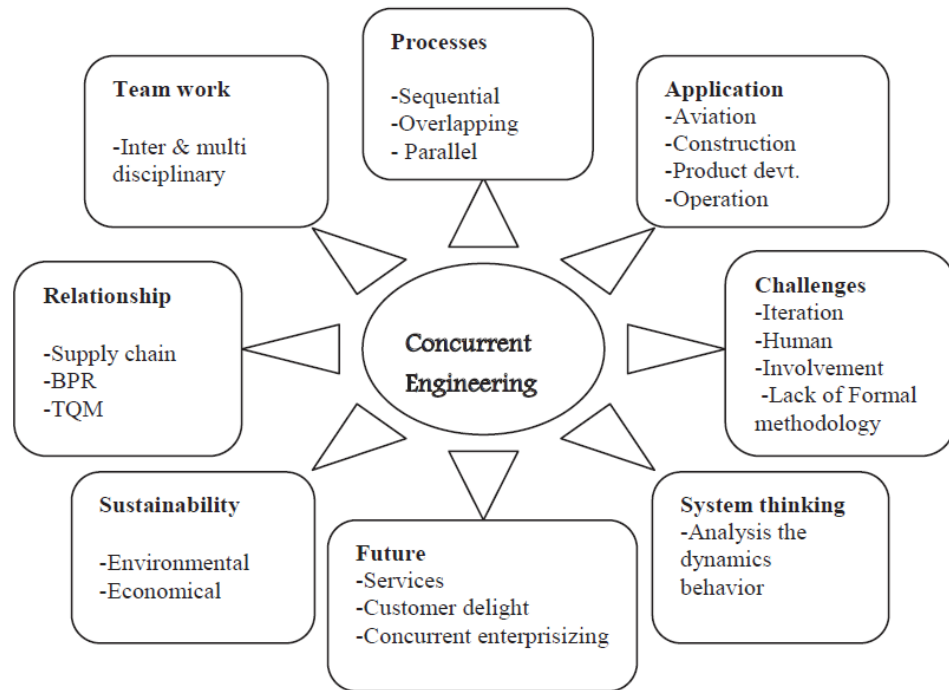 Processes
-Sequential
-Overlapping
- Parallel
Team work
-Inter & multi
disciplinary
Application
-Aviation
-Construction
-Product devt.
-Operation
Relationship
-Supply chain
-BPR
-TQM
Concurrent
Engineering
Challenges
-Iteration
-Human
-Involvement
-Lack of Formal
methodology
Sustainability
-Environmental
-Economical
Future
-Services
-Customer delight
-Concurrent enterprisizing
System thinking
-Analysis the
dynamics
behavior